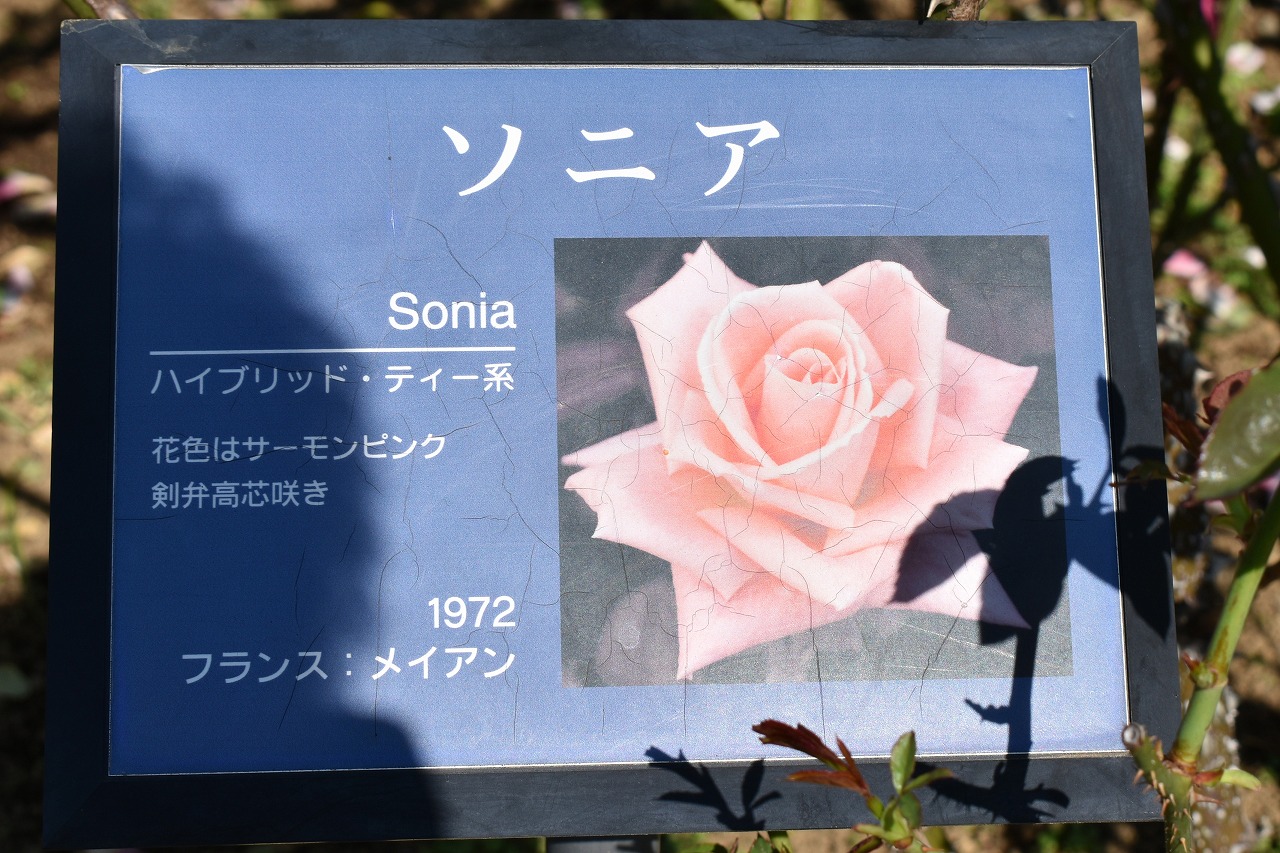 ソニア
Sonia
ハイブリッド・ティー系
花色はサーモンピンク
剣弁高芯咲き
1972
フランス：メイアン